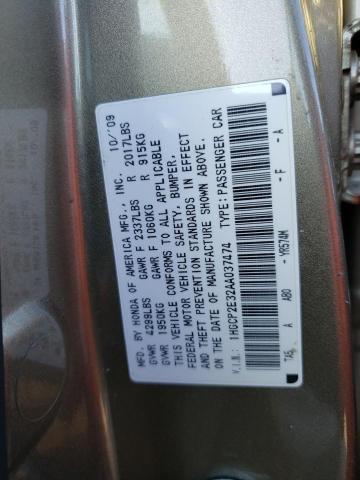 MFD. BY HONDA OF AMERICA MFG., INC. 10/'09
GVWR 4299LBS GAWR F 2337LBS R 2017LBS
GVWR 1950KG GAWR F 1060KG R 915KG
THIS VEHICLE CONFORMS TO ALL APPLICABLE
FEDERAL MOTOR VEHICLE SAFETY, BUMPER,
AND THEFT PREVENTION STANDARDS IN EFFECT
ON THE DATE OF MANUFACTURE SHOWN ABOVE.
V.I.N.: 1HGCP2E32AA037474 TYPE:PASSENGER CAR
TA5 A AB0 - YR574M - F - A